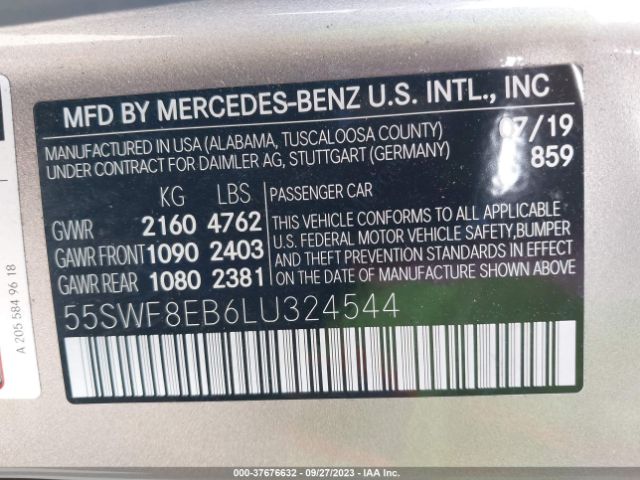 MFD BY MERCEDES-BENZ U.S. INTL., INC
MANUFACTURED IN USA (ALABAMA, TUSCALOOSA COUNTY) 07/19
UNDER CONTRACT FOR DAIMLER AG, STUTTGART (GERMANY) 859
KG LBS
GVWR 2160 4762
GAWR FRONT 1090 2403
GAWR REAR 1080 2381
PASSENGER CAR
THIS VEHICLE CONFORMS TO ALL APPLICABLE
U.S. FEDERAL MOTOR VEHICLE SAFETY,BUMPER
AND THEFT PREVENTION STANDARDS IN EFFECT
ON THE DATE OF MANUFACTURE SHOWN ABOVE.
55SWF8EB6LU324544
A 205 584 96 18
000-37676632 - 09/27/2023 - IAA Inc.